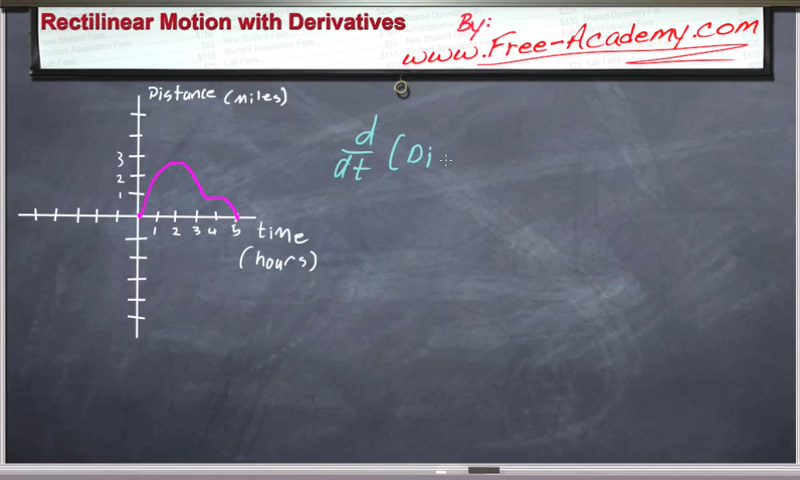 Rectilinear Motion with Derivatives
By:
www.Free-Academy.com
Distance (Miles)
d
dt (Di
3
2
1
1 2 3 4 5
time
(hours)